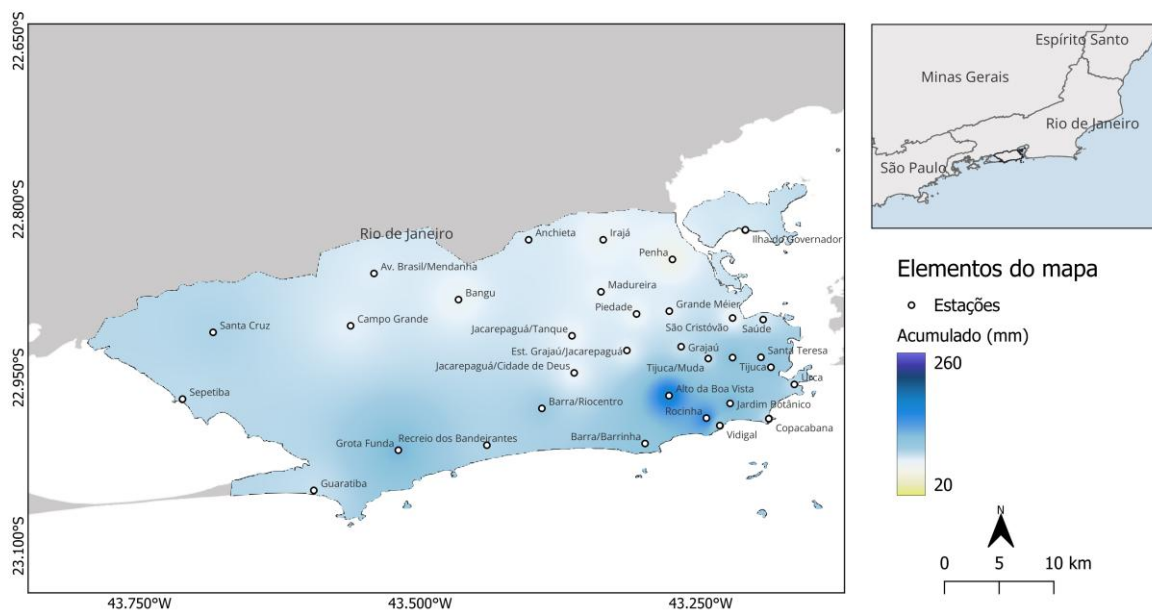 22.650°S
22.800°S
22.950°S
23.100°S
43.750°W
43.500°W
43.250°W
Rio de Janeiro
Anchieta
Irajá
Ilha do Governador
Penha
Av. Brasil/Mendanha
Bangu
Madureira
Piedade
Grande Méier
Santa Cruz
Campo Grande
Jacarepaguá/Tanque
São Cristóvão
Saúde
Est. Grajaú/Jacarepaguá
Grajaú
Santa Teresa
Jacarepaguá/Cidade de Deus
Tijuca/Muda
Tijuca
Urca
Sepetiba
Alto da Boa Vista
Barra/Riocentro
Rocinha
Jardim Botânico
Vidigal
Copacabana
Grota Funda
Recreio dos Bandeirantes
Barra/Barrinha
Guaratiba
Espírito Santo
Minas Gerais
Rio de Janeiro
São Paulo
Elementos do mapa
Estações
Acumulado (mm)
260
20
N
0 5 10 km